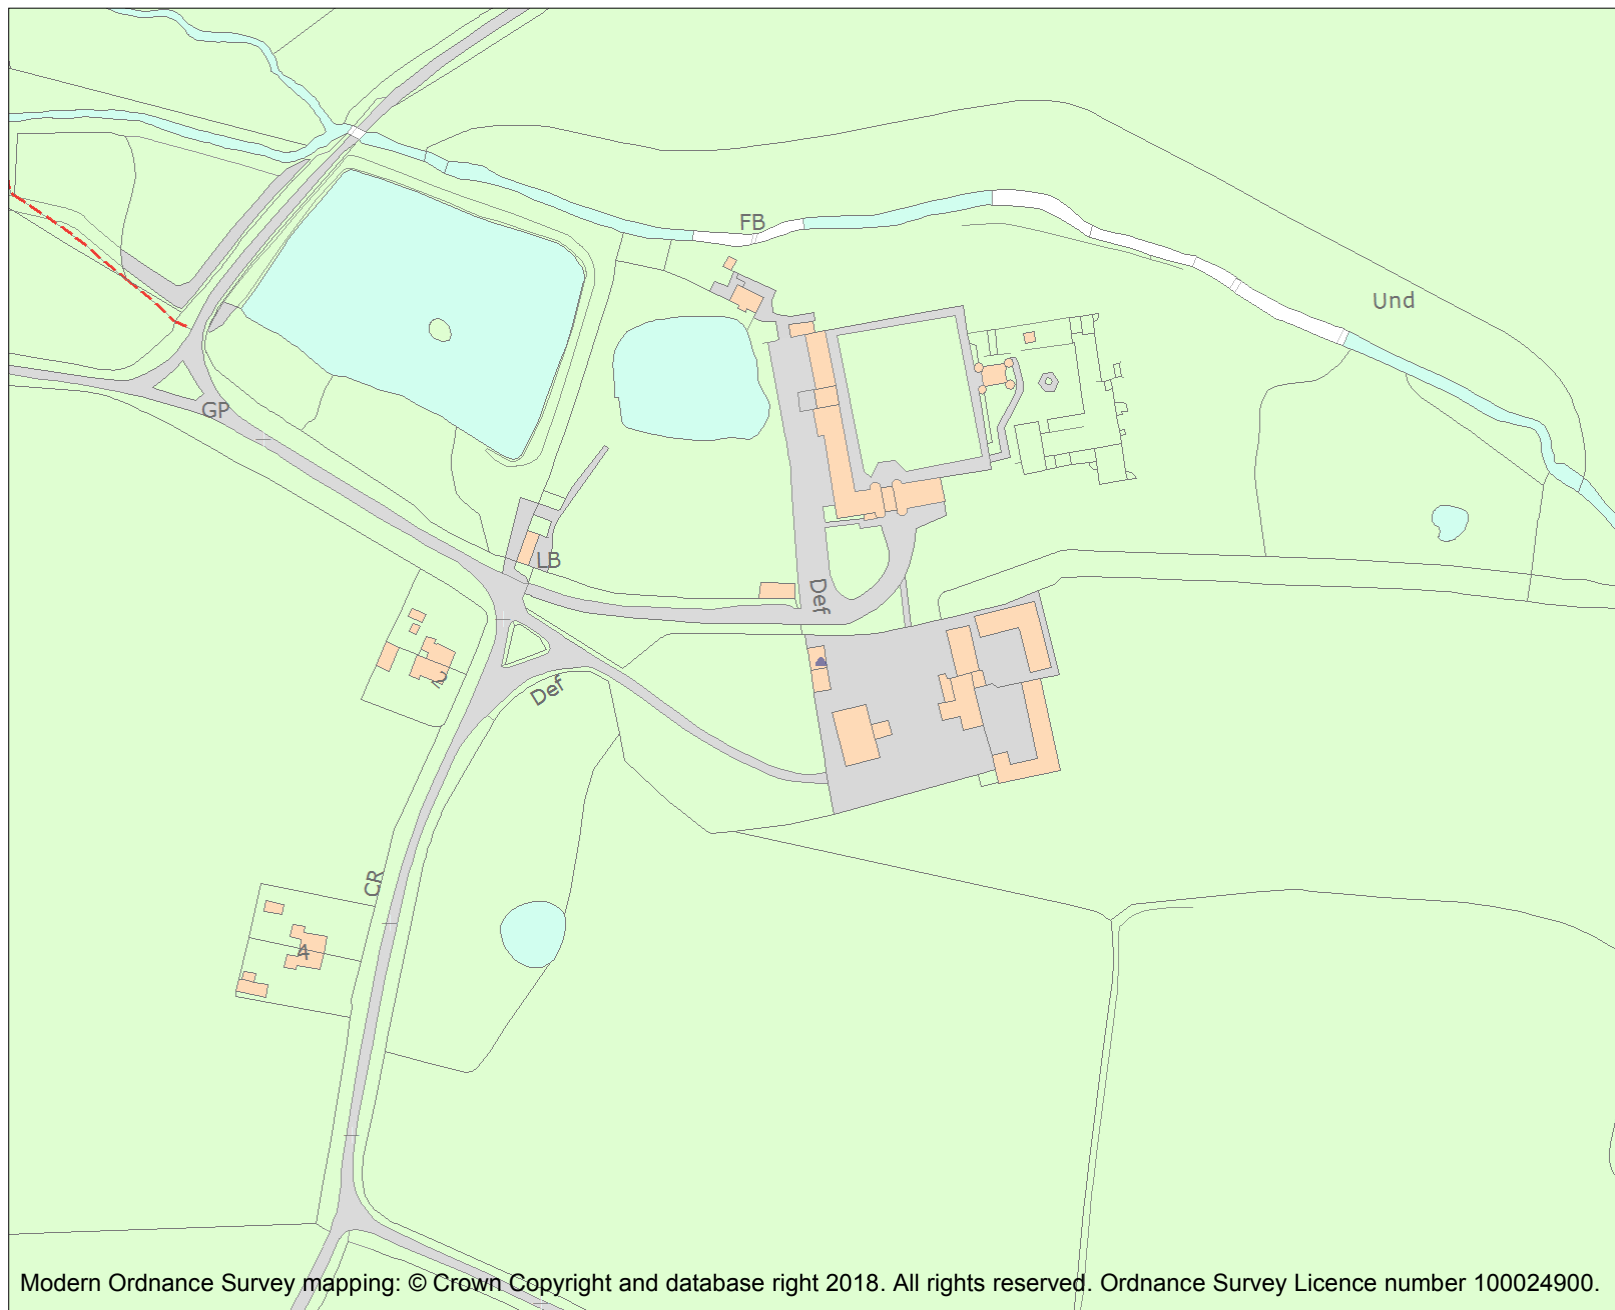 FB
Und
GP
LB
Def
2
Def
CR
4
Modern Ordnance Survey mapping: © Crown Copyright and database right 2018. All rights reserved. Ordnance Survey Licence number 100024900.